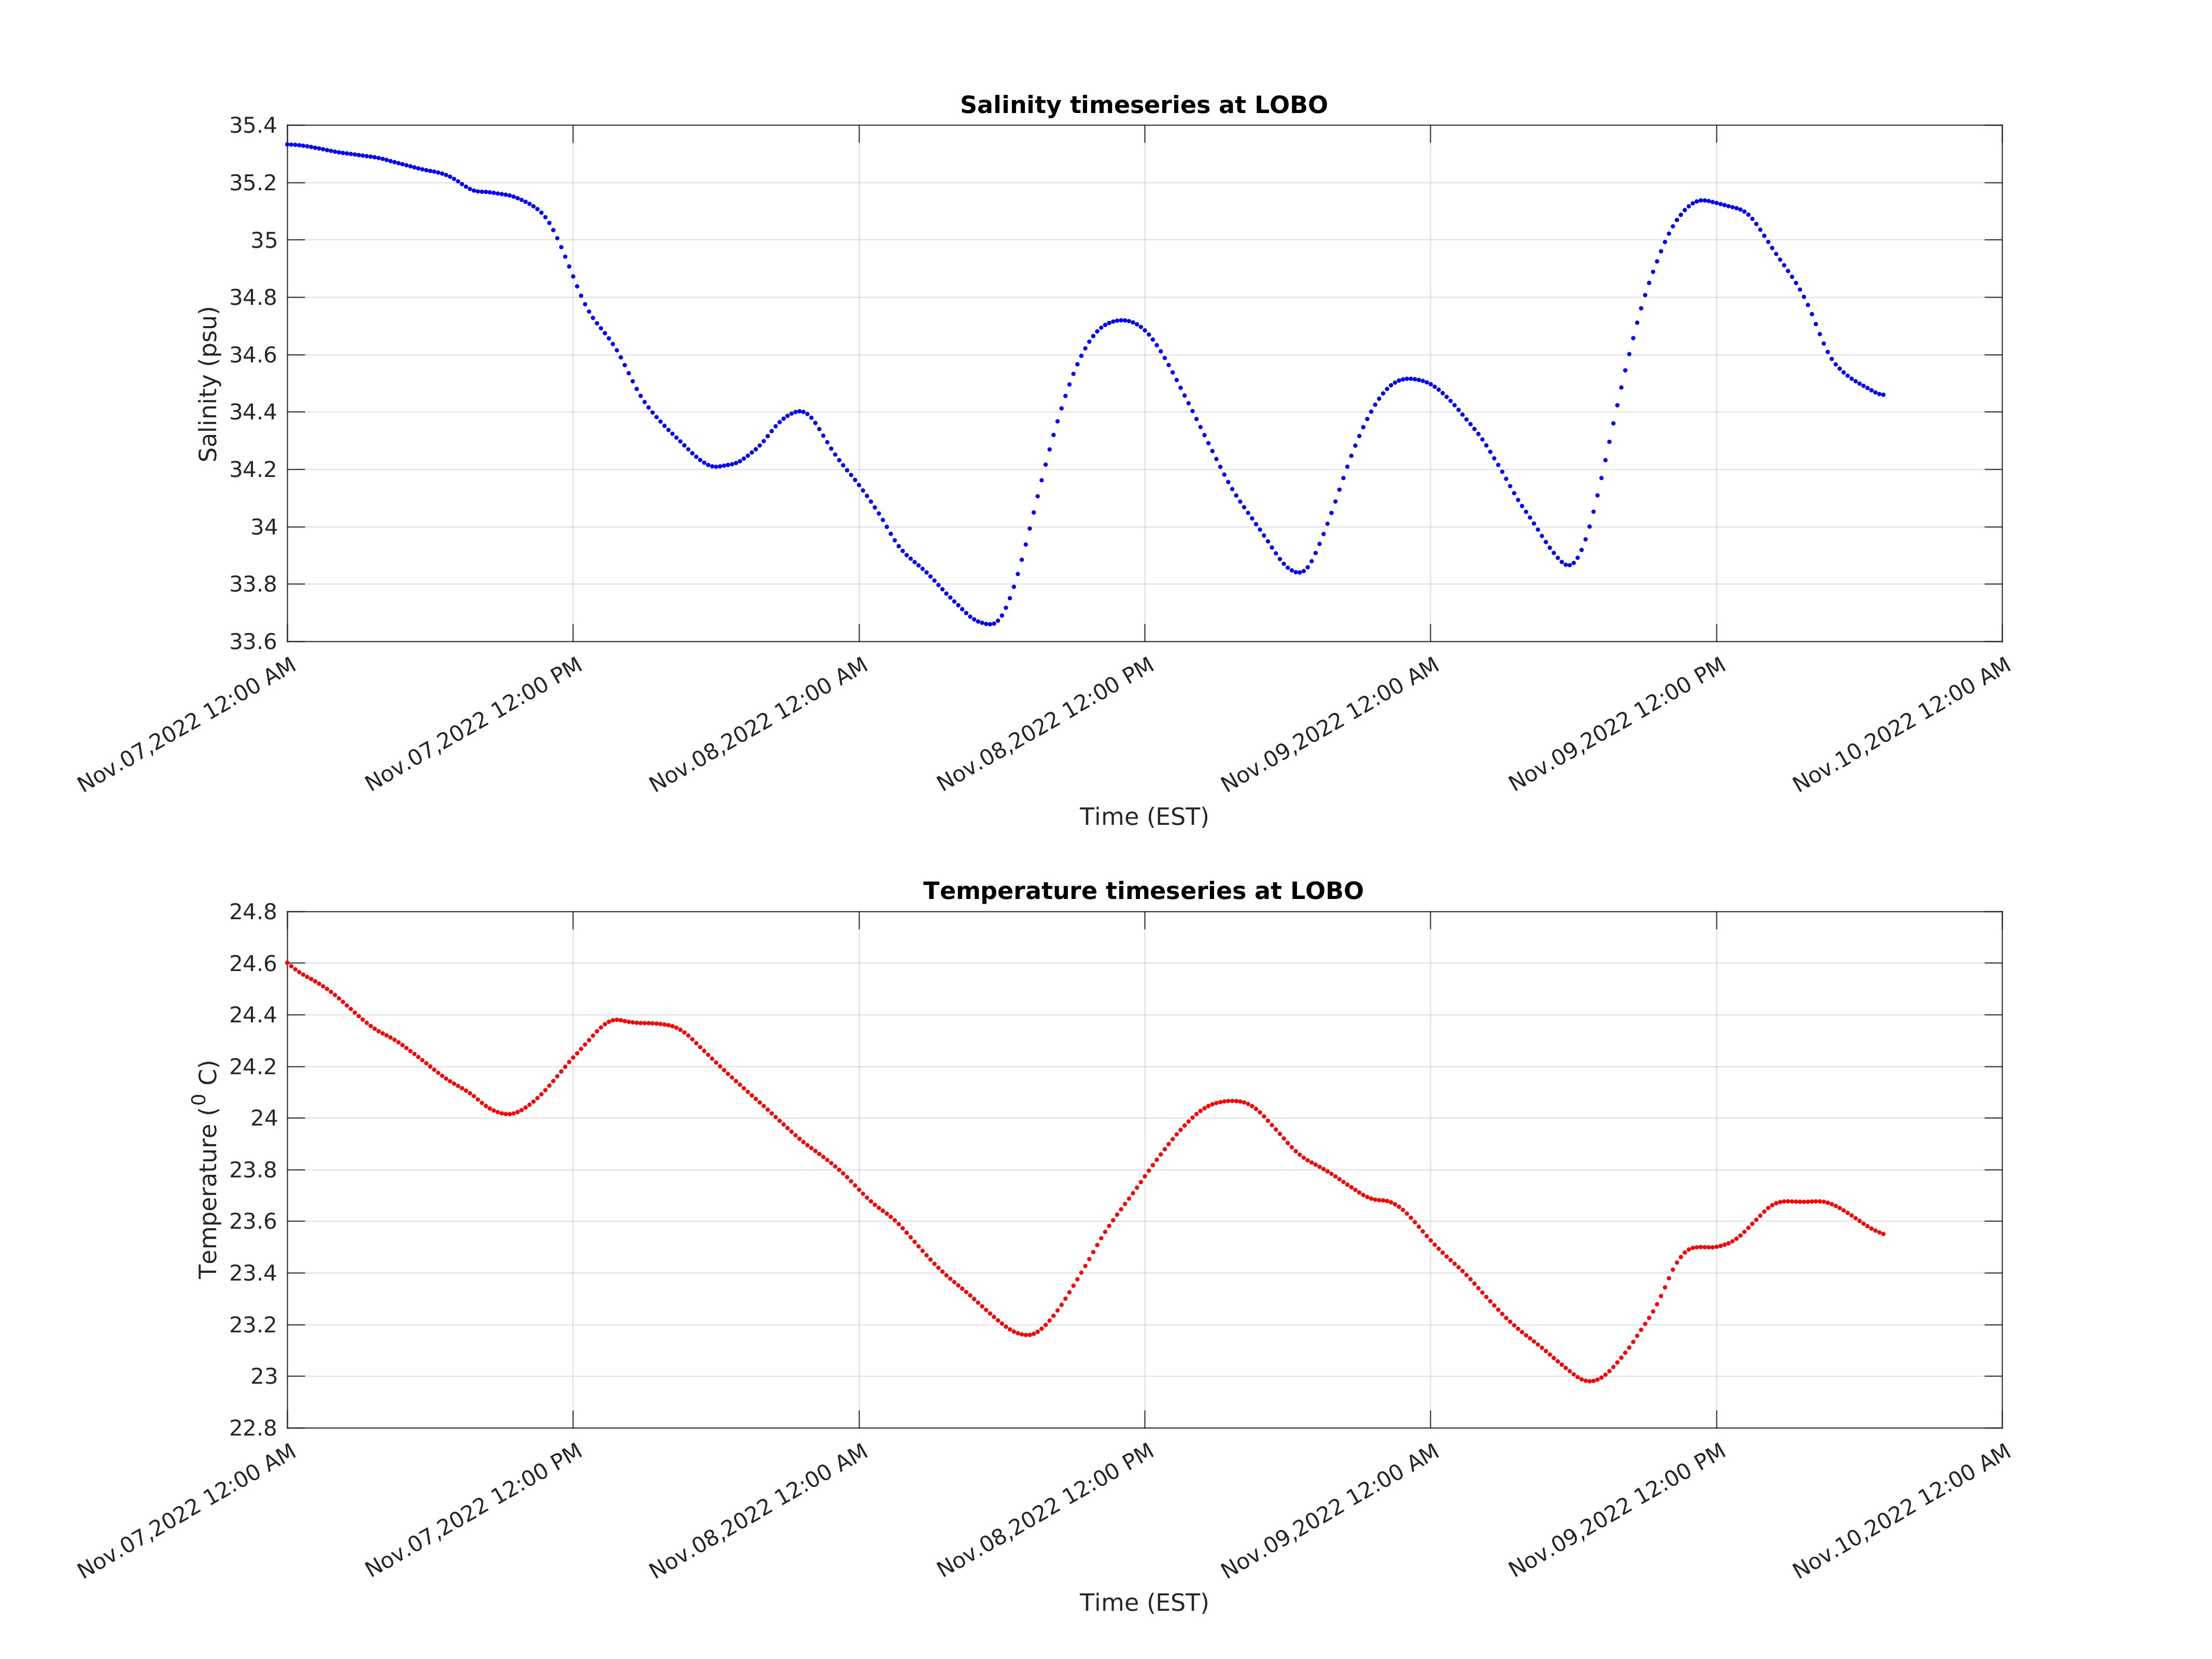 Salinity timeseries at LOBO
35.4
35.2
35
34.8
34.6
34.4
34.2
34
33.8
33.6
Salinity (psu)
Nov.07,2022 12:00 AM
Nov.07,2022 12:00 PM
Nov.08,2022 12:00 AM
Nov.08,2022 12:00 PM
Nov.09,2022 12:00 AM
Nov.09,2022 12:00 PM
Nov.10,2022 12:00 AM
Time (EST)
Temperature timeseries at LOBO
24.8
24.6
24.4
24.2
24
23.8
23.6
23.4
23.2
23
22.8
Temperature (⁰ C)
Nov.07,2022 12:00 AM
Nov.07,2022 12:00 PM
Nov.08,2022 12:00 AM
Nov.08,2022 12:00 PM
Nov.09,2022 12:00 AM
Nov.09,2022 12:00 PM
Nov.10,2022 12:00 AM
Time (EST)